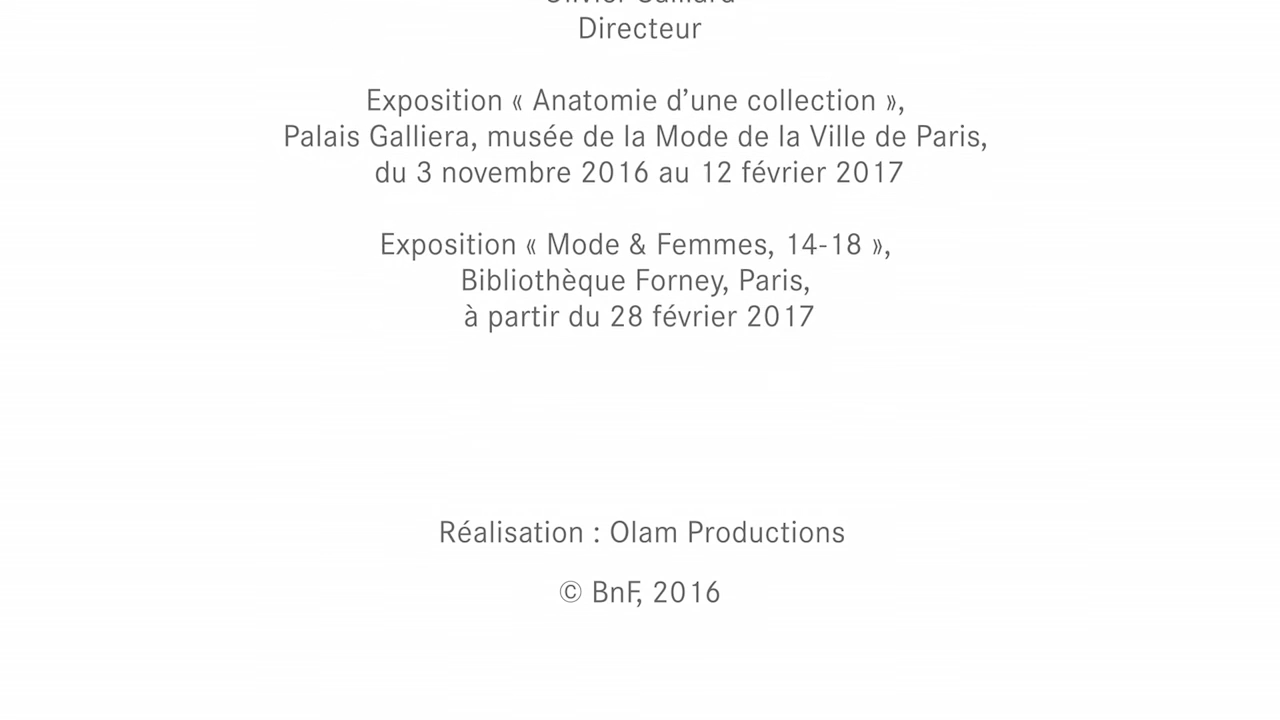 Directeur
Exposition « Anatomie d’une collection »,
Palais Galliera, musée de la Mode de la Ville de Paris,
du 3 novembre 2016 au 12 février 2017
Exposition « Mode & Femmes, 14-18 »,
Bibliothèque Forney, Paris,
à partir du 28 février 2017
Réalisation : Olam Productions
© BnF, 2016